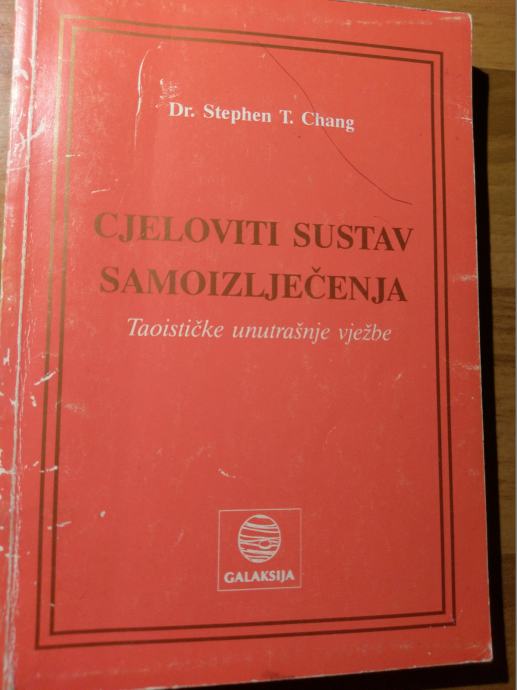 Dr. Stephen T. Chang
CJELOVITI SUSTAV
SAMOIZLJEČENJA
Taoističke unutrašnje vježbe
GALAKSIJA